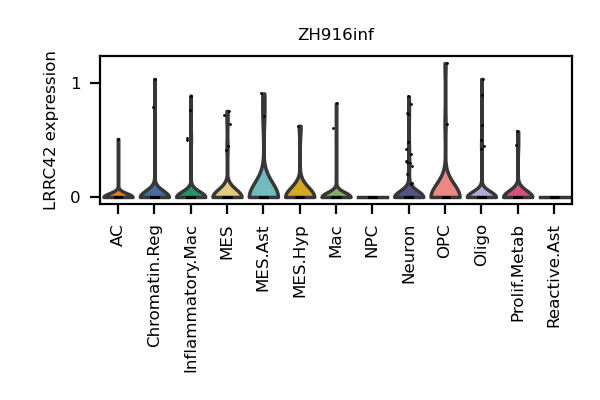 ZH916inf
LRRC42 expression
1
0
AC
Chromatin.Reg
Inflammatory.Mac
MES
MES.Ast
MES.Hyp
Mac
NPC
Neuron
OPC
Oligo
Prolif.Metab
Reactive.Ast